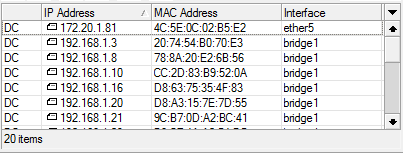 IP Address MAC Address Interface
DC 172.20.1.81 4C:5E:0C:02:B5:E2 ether5
DC 192.168.1.3 20:74:54:B0:70:E3 bridge1
DC 192.168.1.8 78:8A:20:E2:6B:56 bridge1
DC 192.168.1.10 CC:2D:83:B9:52:0A bridge1
DC 192.168.1.16 D8:63:75:35:4F:83 bridge1
DC 192.168.1.20 D8:A3:15:7E:7D:55 bridge1
DC 192.168.1.21 9C:B7:0D:A2:BC:41 bridge1
20 items